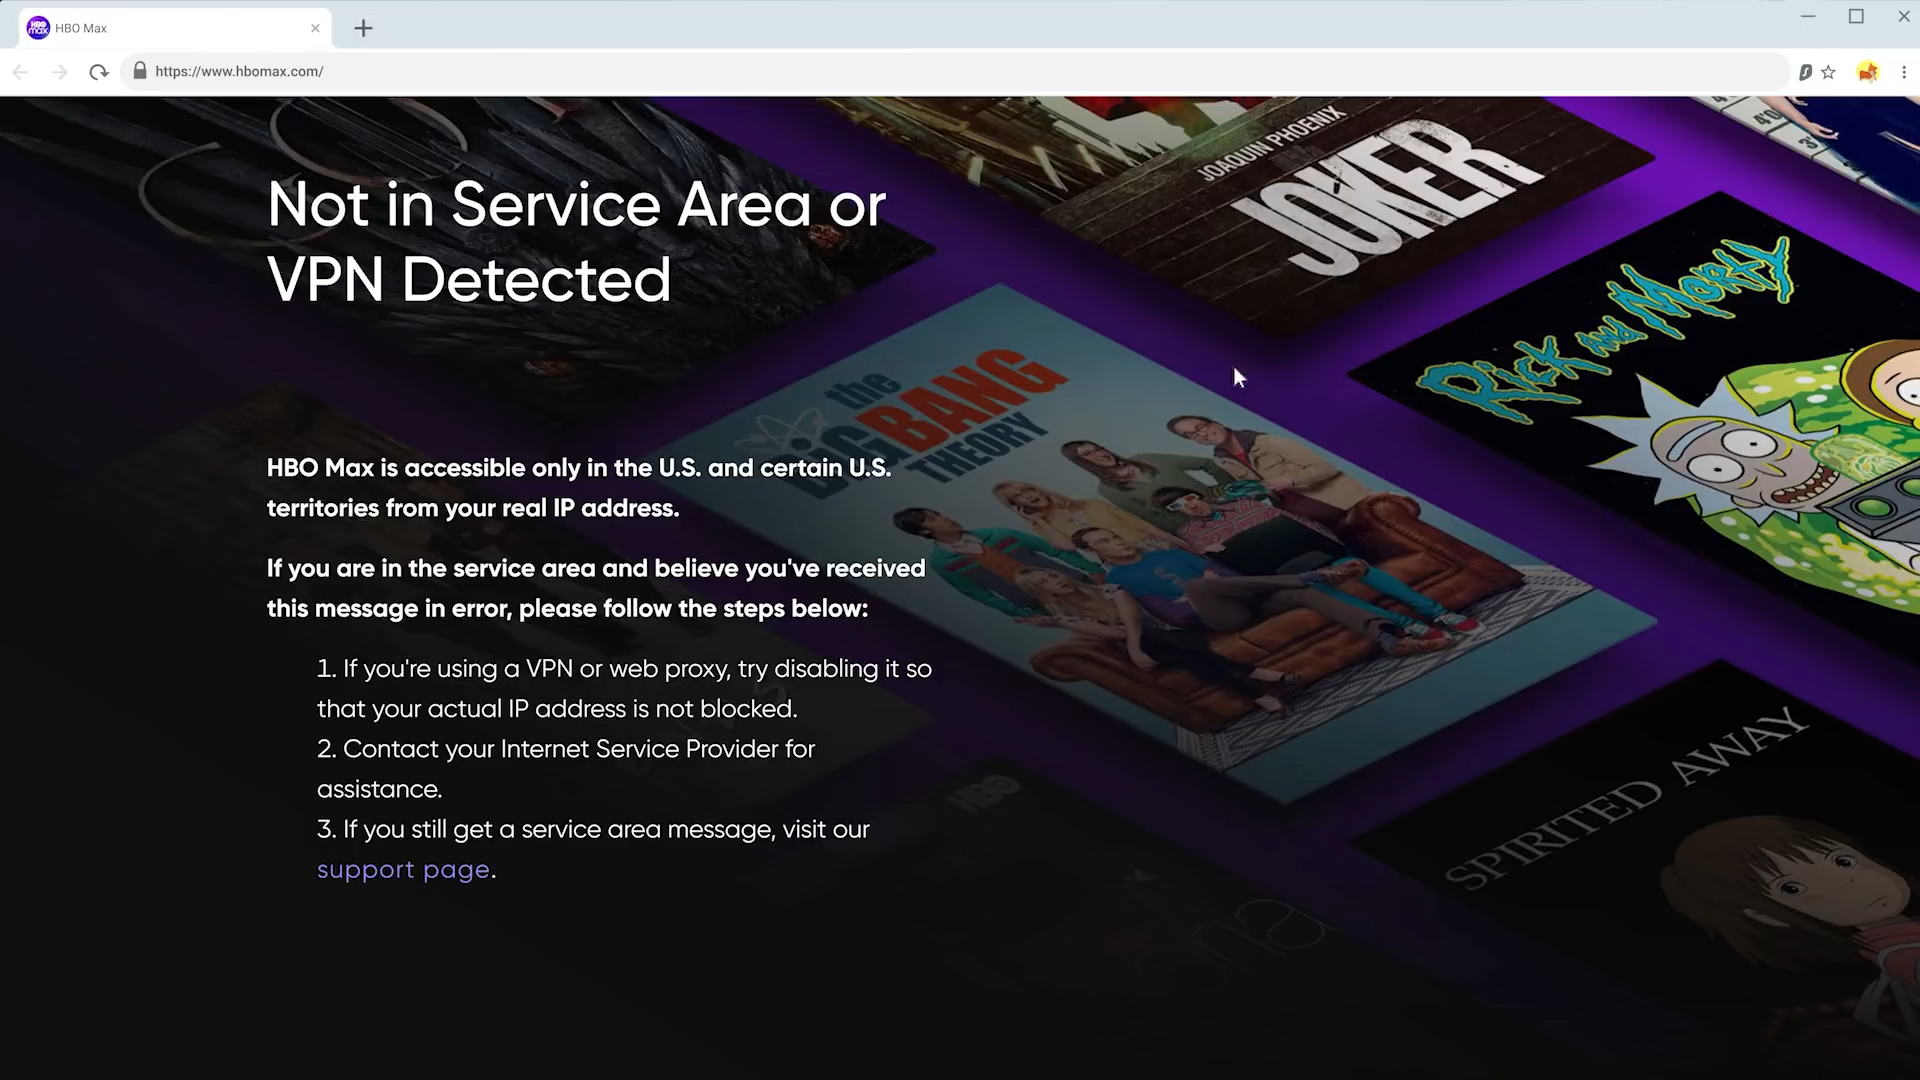 HBO Max
https://www.hbomax.com/
Not in Service Area or
VPN Detected
HBO Max is accessible only in the U.S. and certain U.S.
territories from your real IP address.
If you are in the service area and believe you've received
this message in error, please follow the steps below:
1. If you're using a VPN or web proxy, try disabling it so
that your actual IP address is not blocked.
2. Contact your Internet Service Provider for
assistance.
3. If you still get a service area message, visit our
support page.
JOAQUIN PHOENIX
JOKER
Rick and Morty
the
BIG BANG
THEORY
SPIRITED AWAY
HBO